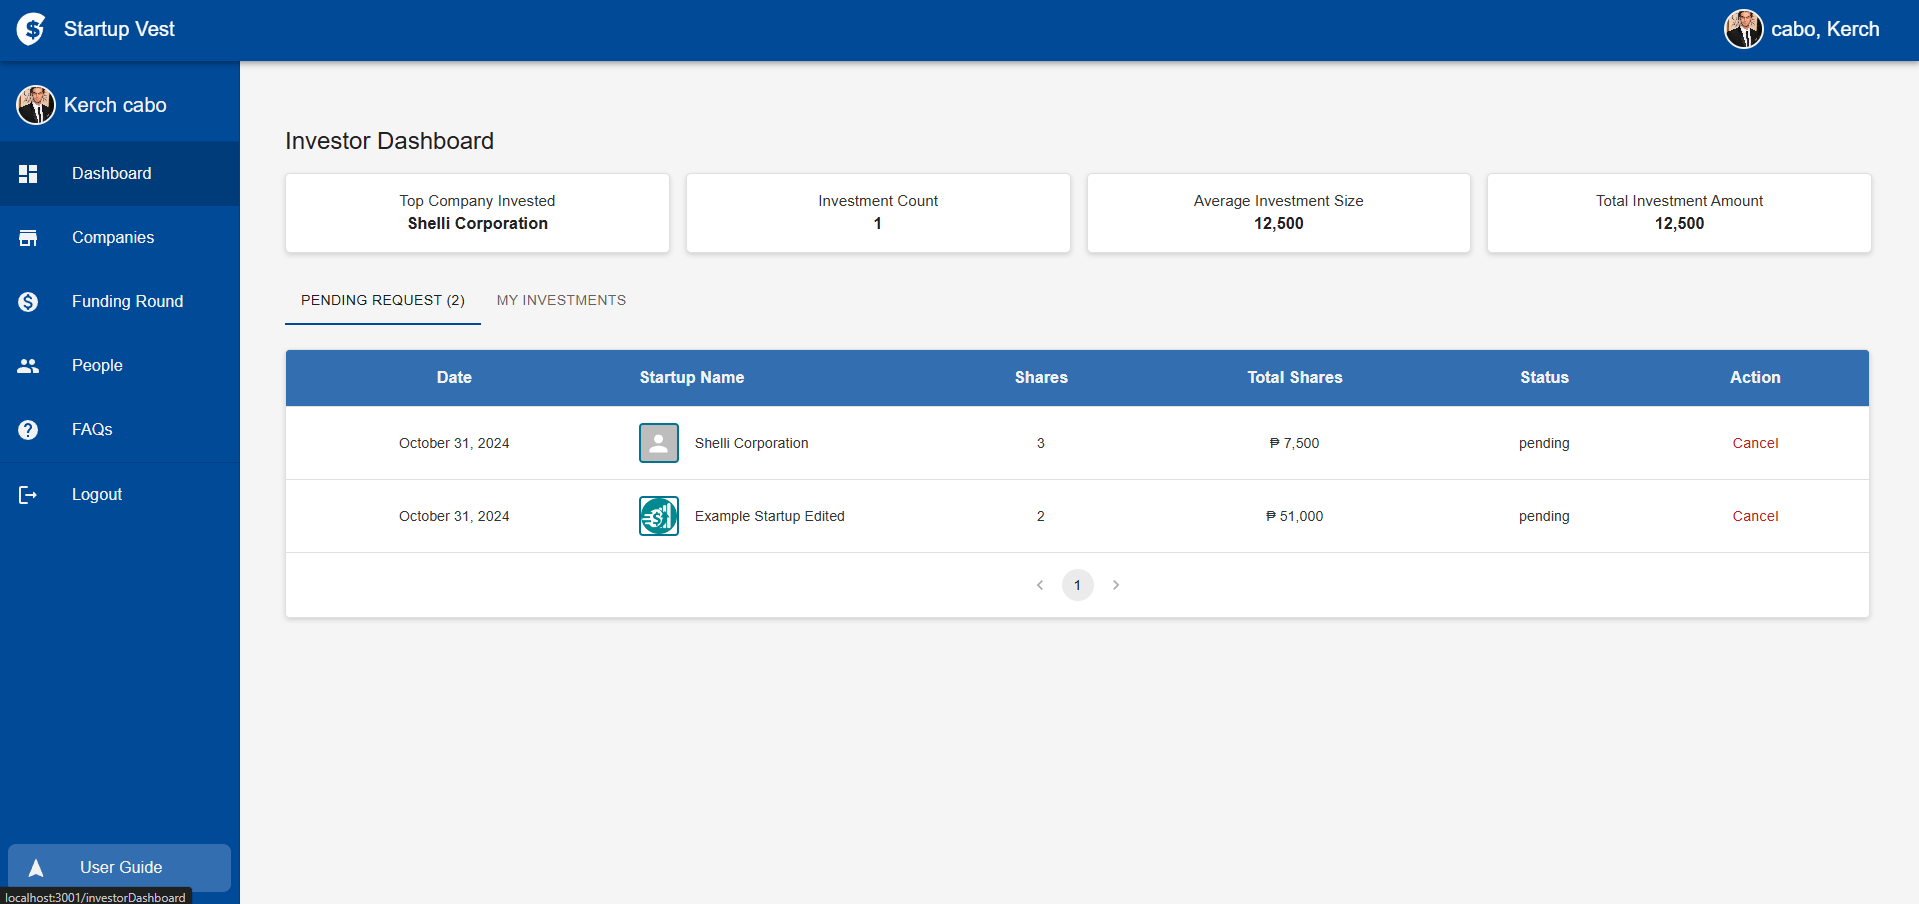 Startup Vest
cabo, Kerch
Kerch cabo
Dashboard
Companies
Funding Round
People
FAQs
Logout
User Guide
localhost:3001/investorDashboard
Investor Dashboard
Top Company Invested
Shelli Corporation
Investment Count
1
Average Investment Size
12,500
Total Investment Amount
12,500
PENDING REQUEST (2) MY INVESTMENTS
Date Startup Name Shares Total Shares Status Action
October 31, 2024 Shelli Corporation 3 ₱ 7,500 pending Cancel
October 31, 2024 Example Startup Edited 2 ₱ 51,000 pending Cancel
1